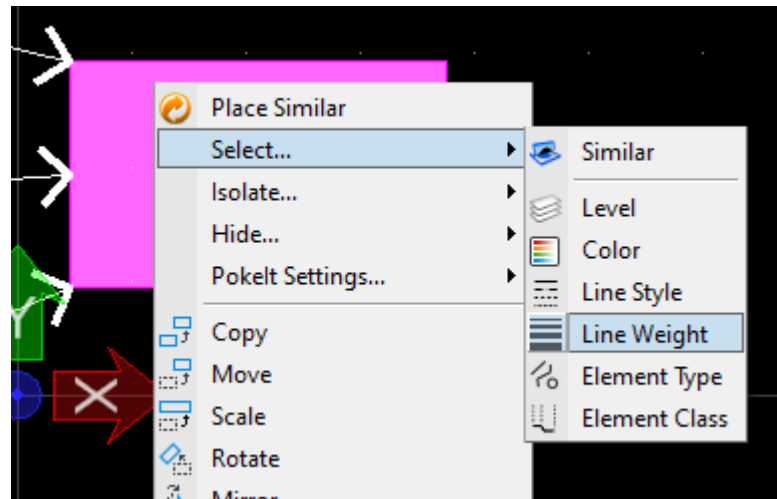 Place Similar
Select...
Isolate...
Hide...
PokeIt Settings...
Copy
Move
Scale
Rotate
Mirror
Similar
Level
Color
Line Style
Line Weight
Element Type
Element Class
Y
X